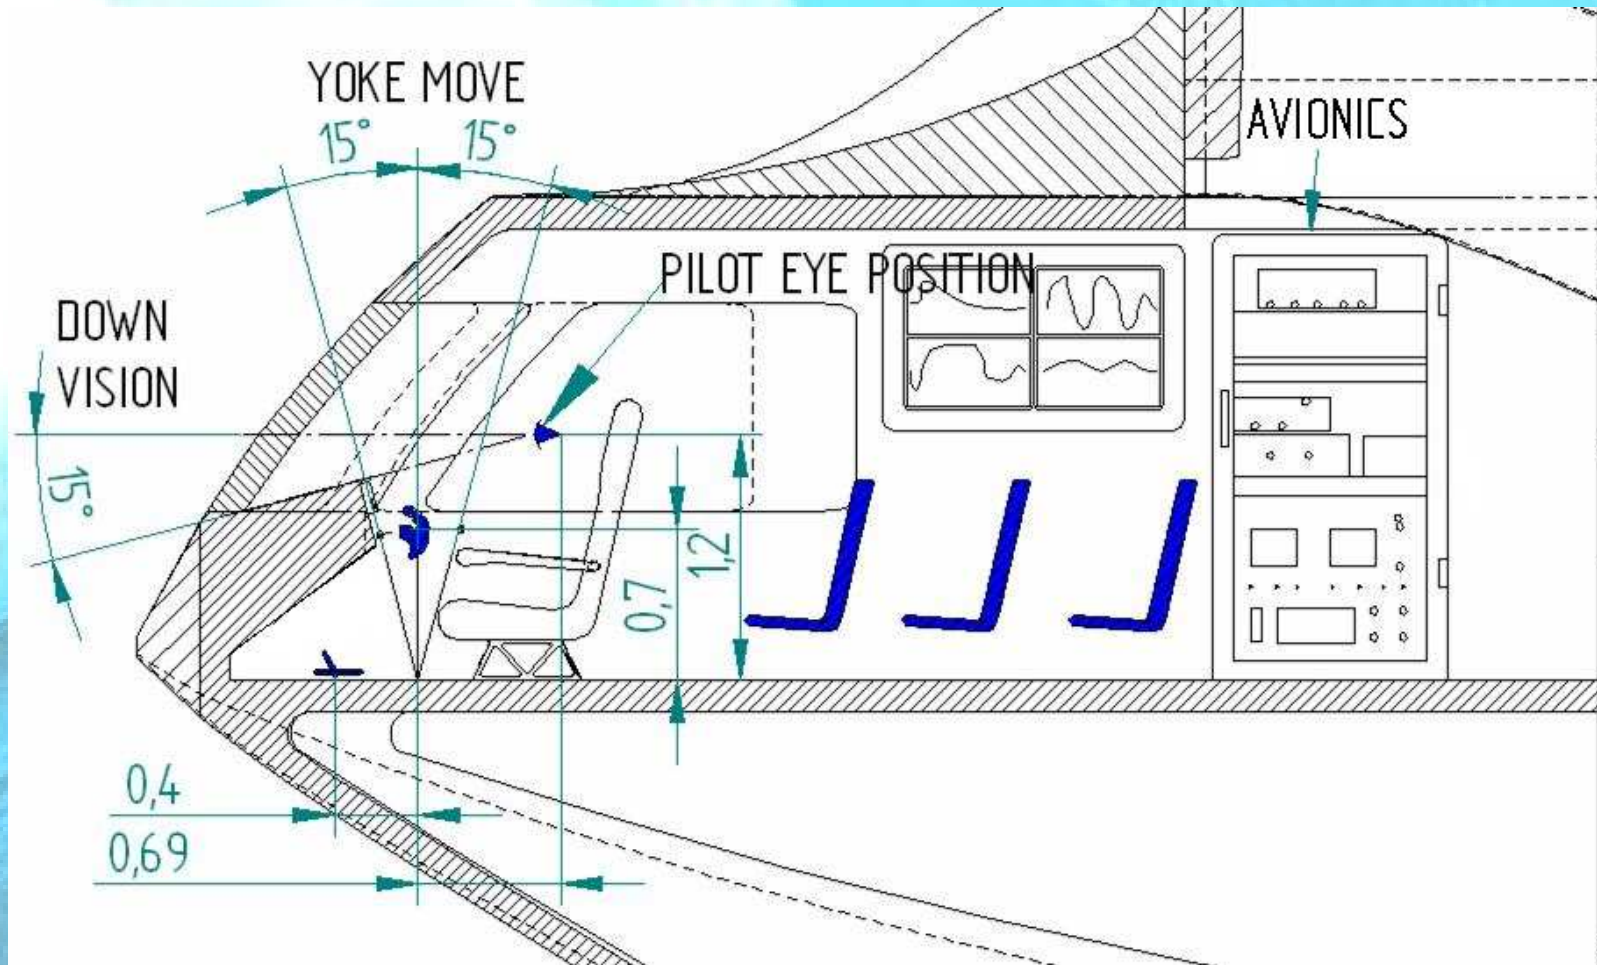 YOKE MOVE
15° 15°
AVIONICS
PILOT EYE POSITION
DOWN
VISION
15°
1,2
0,7
0,4
0,69